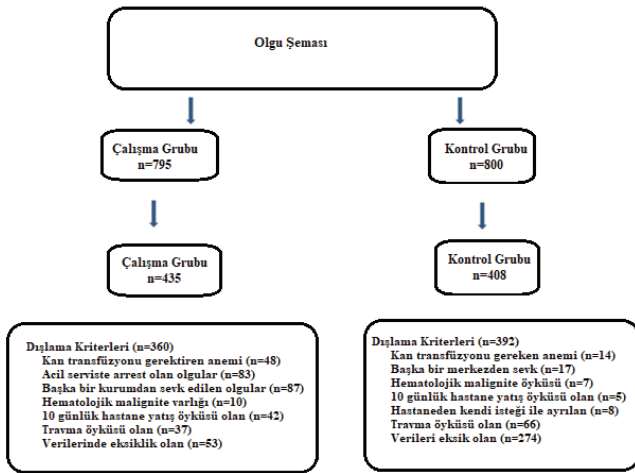 Olgu Şeması
Çalışma Grubu
n=795
Kontrol Grubu
n=800
Çalışma Grubu
n=435
Kontrol Grubu
n=408
Dışlama Kriterleri (n=360)
Kan transfüzyonu gerektiren anemi (n=48)
Acil serviste arrest olan olgular (n=83)
Başka bir kurumdan sevk edilen olgular (n=87)
Hematolojik malignite varlığı (n=10)
10 günlük hastane yatış öyküsü olan (n=42)
Travma öyküsü olan (n=37)
Verilerinde eksiklik olan (n=53)
Dışlama Kriterleri (n=392)
Kan transfüzyonu gereken anemi (n=14)
Başka bir merkezden sevk (n=17)
Hematolojik malignite öyküsü (n=7)
10 günlük hastane yatış öyküsü olan (n=5)
Hastaneden kendi isteği ile ayrılan (n=8)
Travma öyküsü olan (n=66)
Verileri eksik olan (n=274)